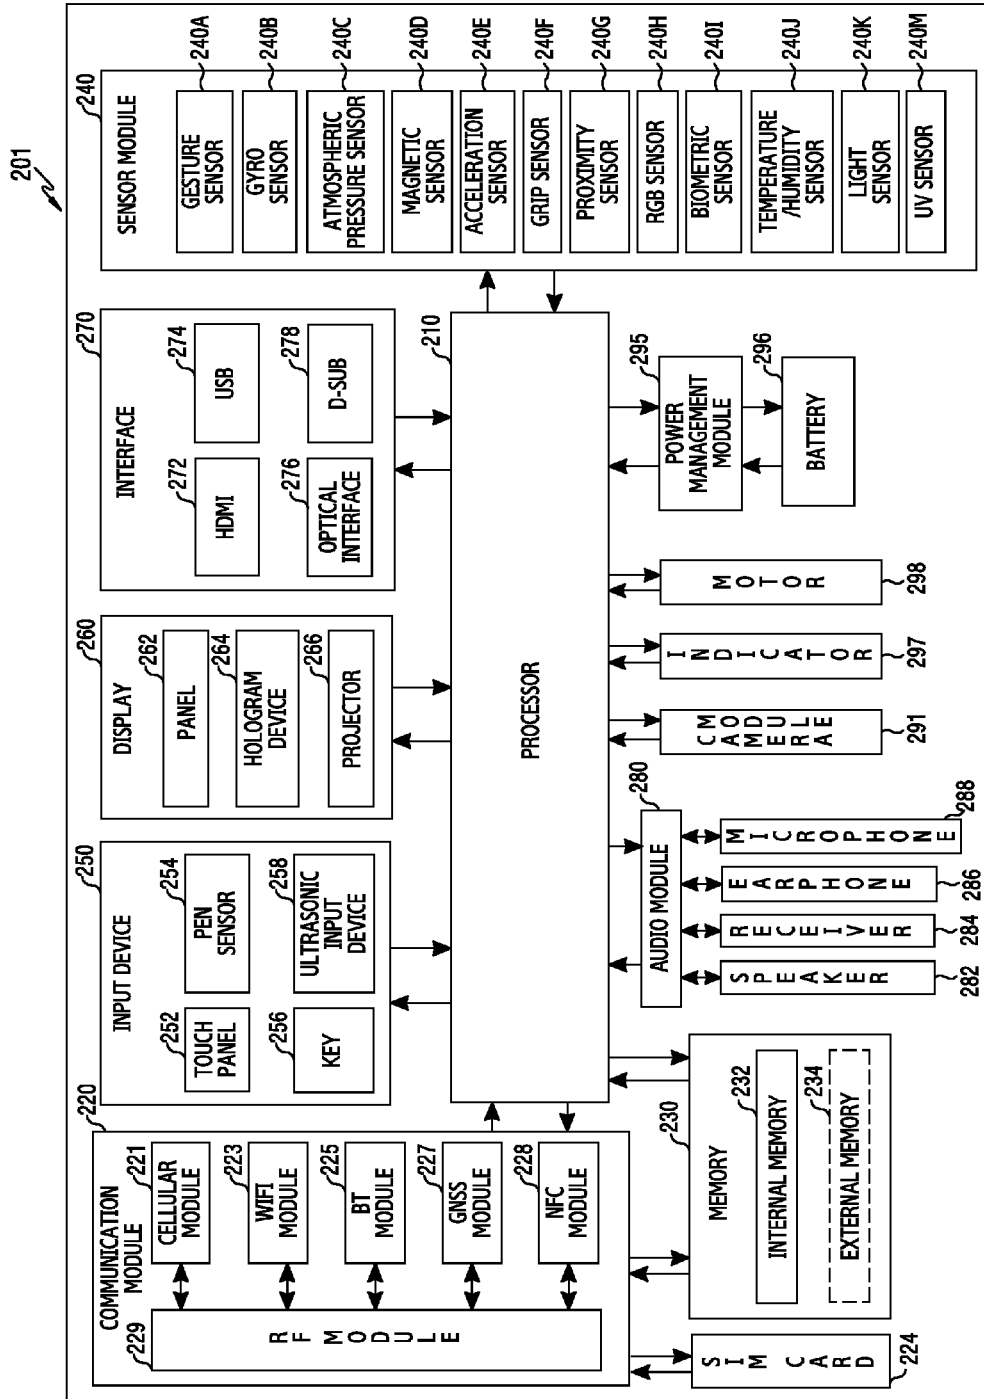 201
COMMUNICATION
MODULE
220
229
RF MODULE
221
CELLULAR
MODULE
223
WIFI
MODULE
225
BT
MODULE
227
GNSS
MODULE
228
NFC
MODULE
INPUT DEVICE
250
252
TOUCH
PANEL
254
PEN
SENSOR
256
KEY
258
ULTRASONIC
INPUT
DEVICE
DISPLAY
260
262
PANEL
264
HOLOGRAM
DEVICE
266
PROJECTOR
INTERFACE
270
272
HDMI
274
USB
276
OPTICAL
INTERFACE
278
D-SUB
SENSOR MODULE
240
GESTURE
SENSOR
240A
GYRO
SENSOR
240B
ATMOSPHERIC
PRESSURE SENSOR
240C
MAGNETIC
SENSOR
240D
ACCELERATION
SENSOR
240E
GRIP SENSOR
240F
PROXIMITY
SENSOR
240G
RGB SENSOR
240H
BIOMETRIC
SENSOR
240I
TEMPERATURE
/HUMIDITY
SENSOR
240J
LIGHT
SENSOR
240K
UV SENSOR
240M
PROCESSOR
210
SIM CARD
224
230
MEMORY
232
INTERNAL MEMORY
234
EXTERNAL MEMORY
280
AUDIO MODULE
SPEAKER
282
RECEIVER
284
EARPHONE
286
MICROPHONE
288
CAMERA
MODULE
291
INDICATOR
297
MOTOR
298
295
POWER
MANAGEMENT
MODULE
296
BATTERY